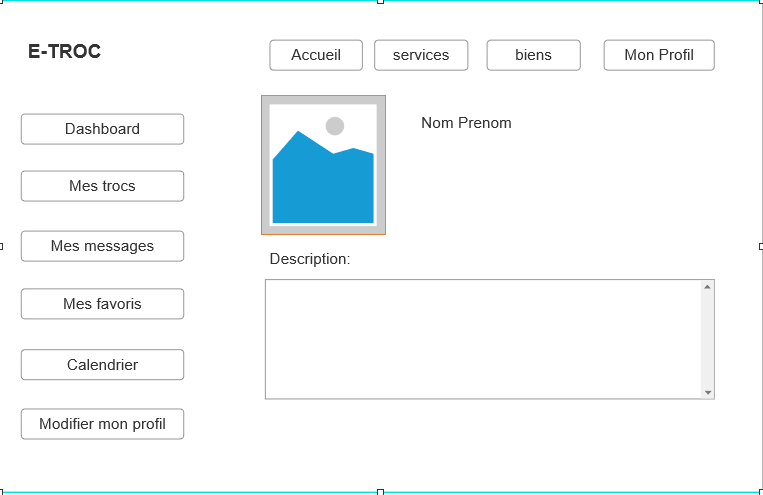 E-TROC
Accueil
services
biens
Mon Profil
Dashboard
Mes trocs
Mes messages
Mes favoris
Calendrier
Modifier mon profil
Nom Prenom
Description: